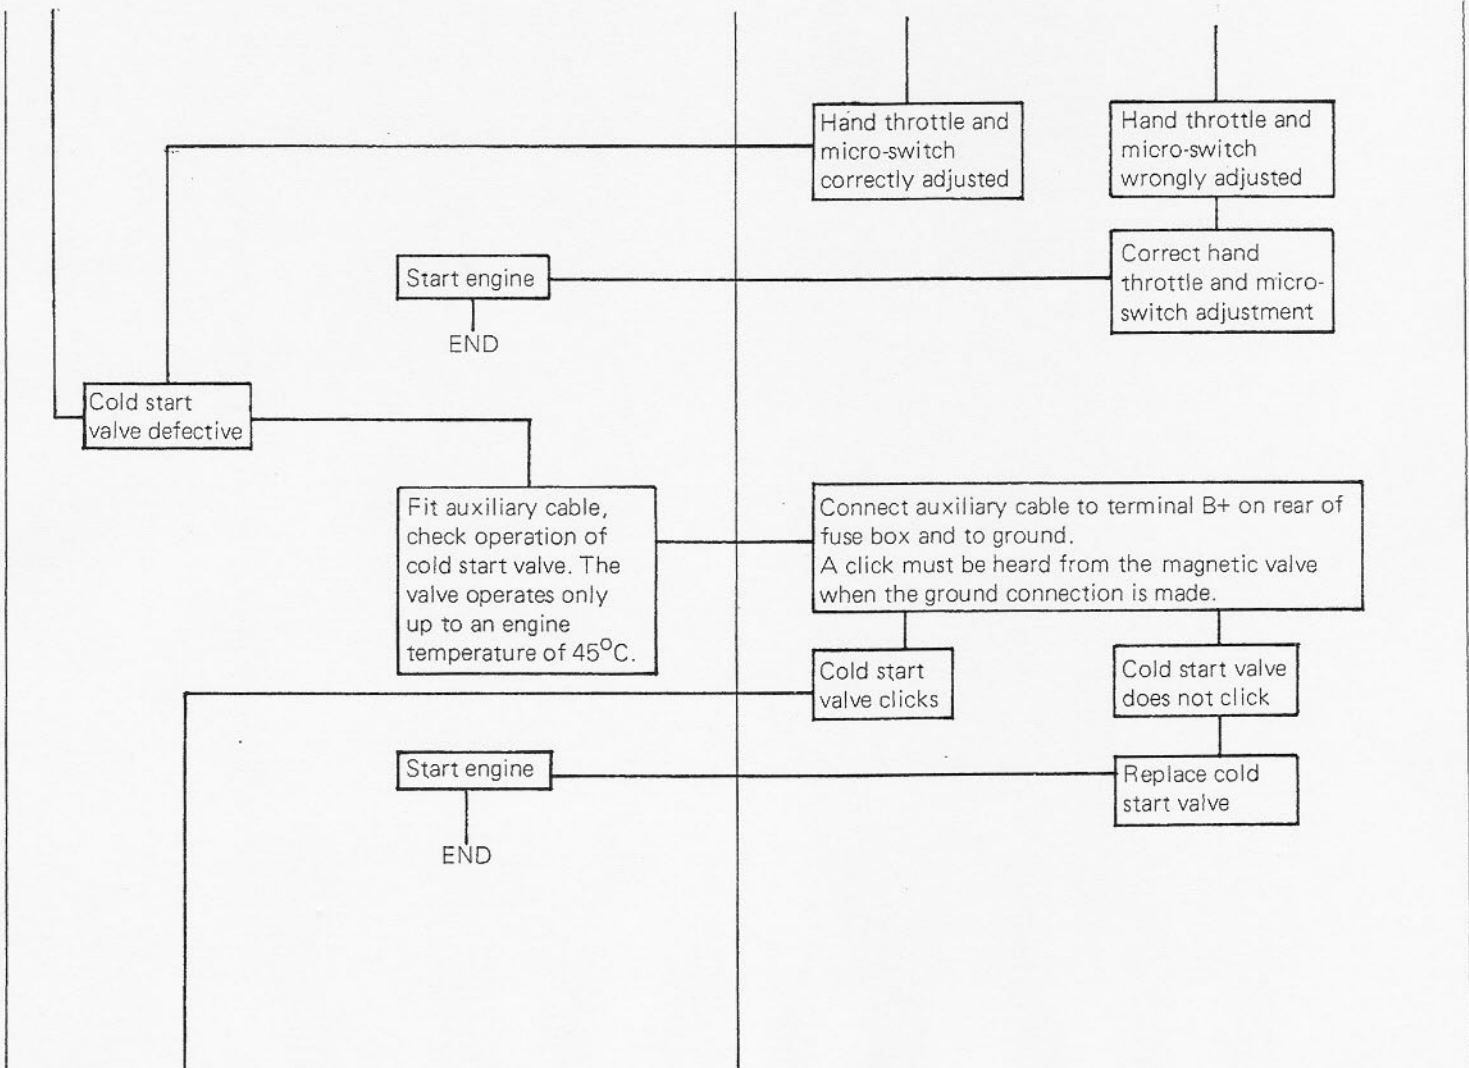 Hand throttle and
micro-switch
correctly adjusted
Hand throttle and
micro-switch
wrongly adjusted
Correct hand
throttle and micro-
switch adjustment
Start engine
END
Cold start
valve defective
Fit auxiliary cable,
check operation of
cold start valve. The
valve operates only
up to an engine
temperature of 45°C.
Connect auxiliary cable to terminal B+ on rear of
fuse box and to ground.
A click must be heard from the magnetic valve
when the ground connection is made.
Cold start
valve clicks
Cold start valve
does not click
Start engine
END
Replace cold
start valve